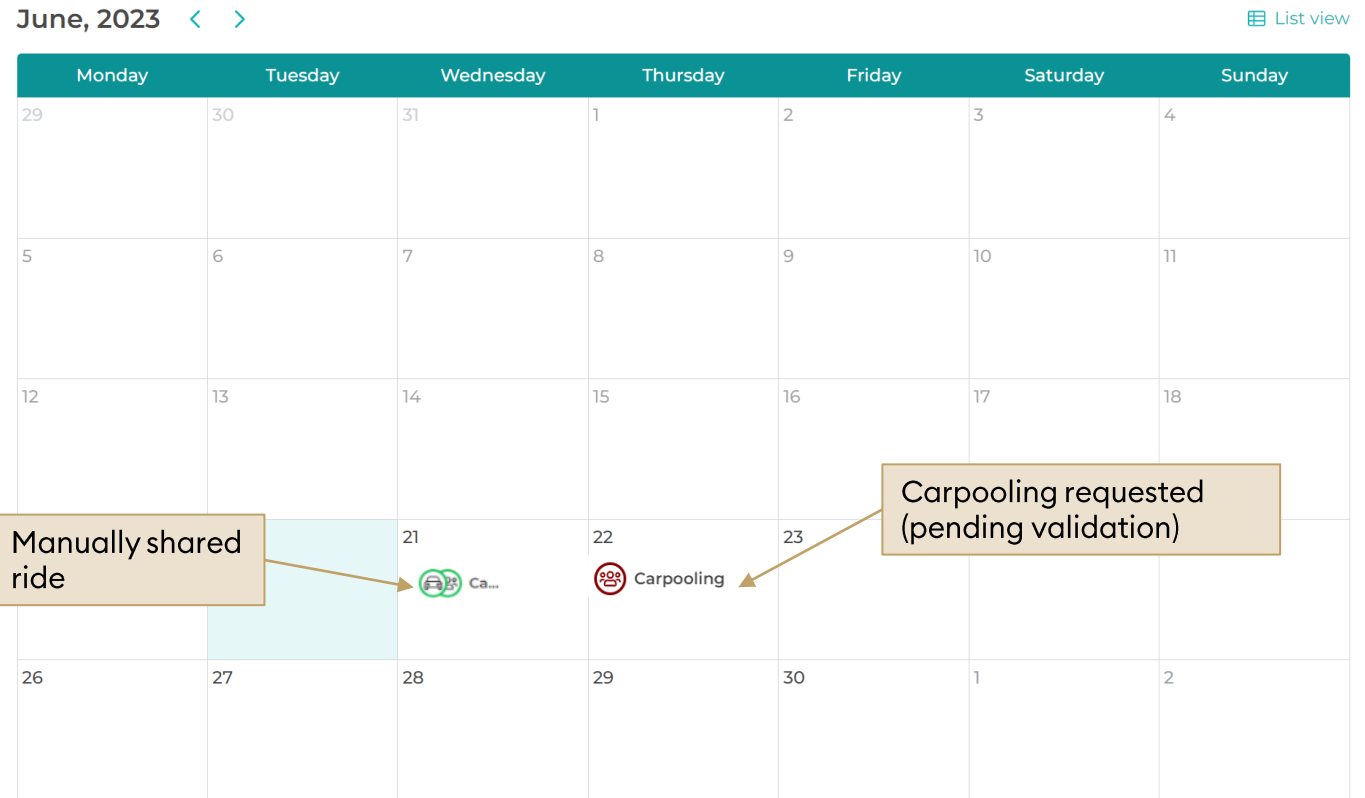 June, 2023
List view
Monday Tuesday Wednesday Thursday Friday Saturday Sunday
29 30 31 1 2 3 4
5 6 7 8 9 10 11
12 13 14 15 16 17 18
Carpooling requested
(pending validation)
Manually shared
ride
21 22 23
Ca... Carpooling
26 27 28 29 30 1 2